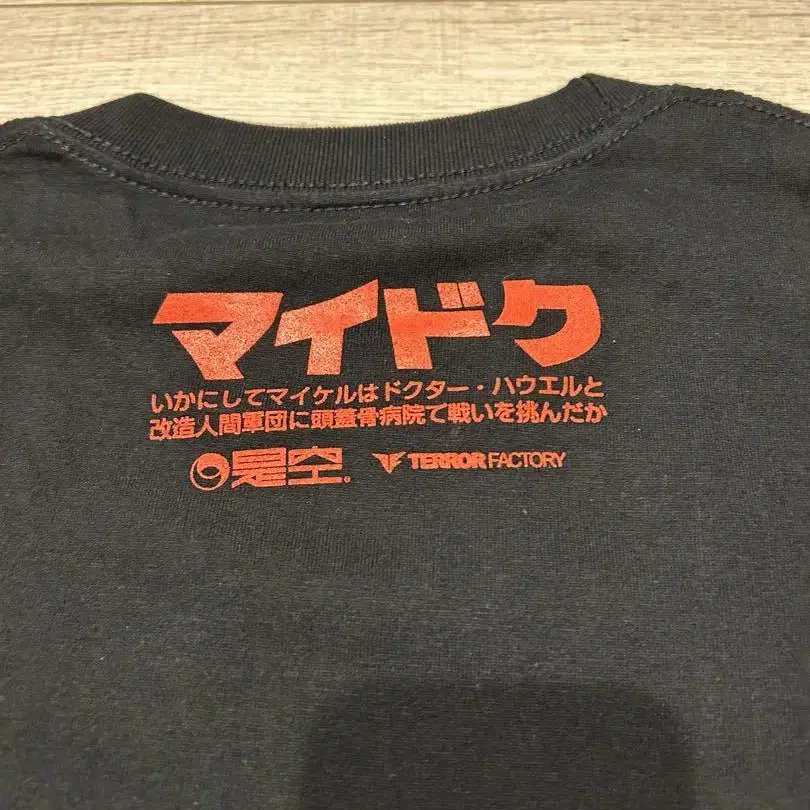 マイドク
いかにしてマイケルはドクター・ハウエルと
改造人間軍団に頭蓋骨病院で戦いを挑んだか
是空® TERROR FACTORY